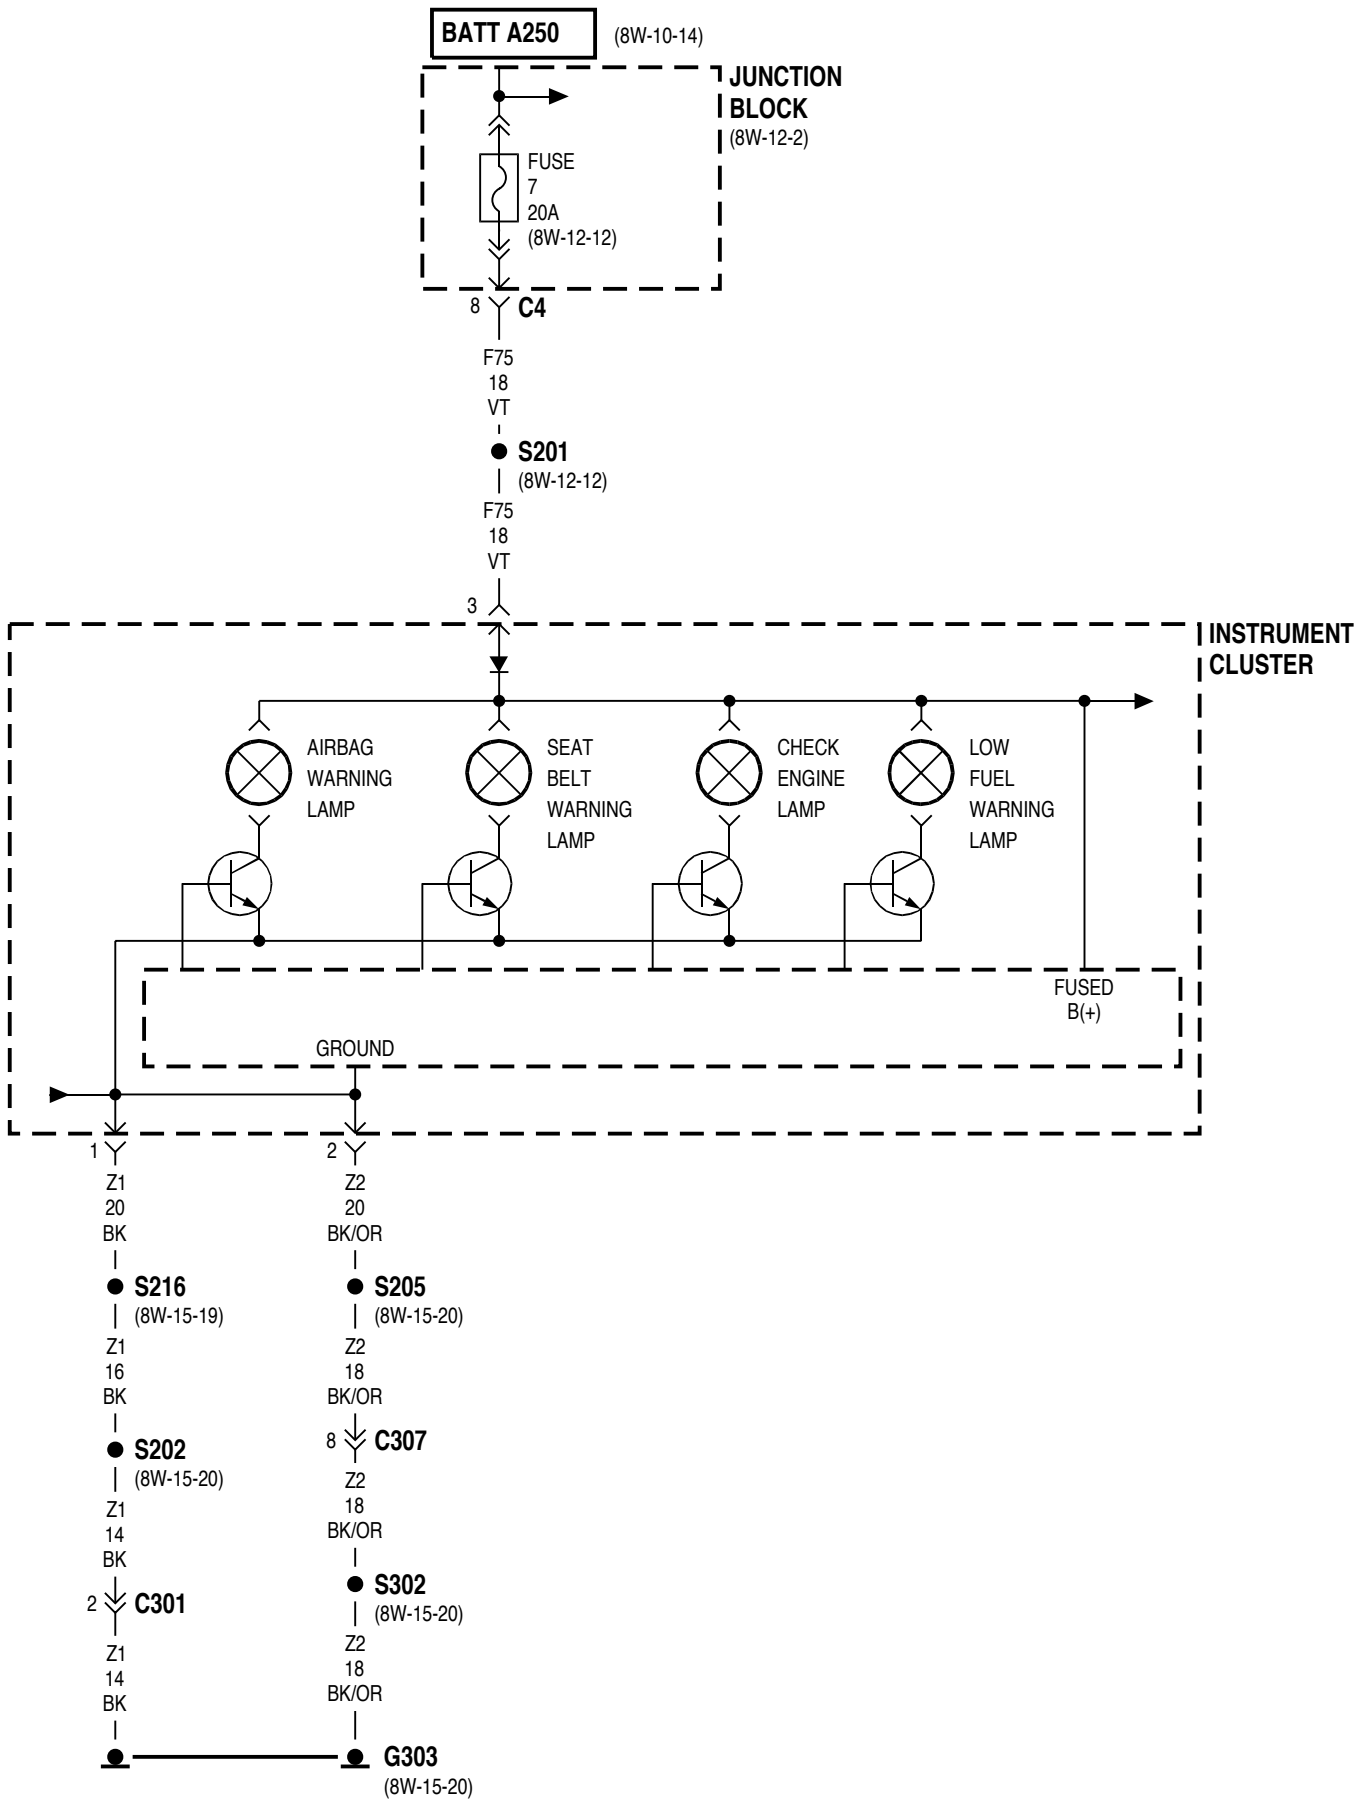 BATT A250
(8W-10-14)
JUNCTION
BLOCK
(8W-12-2)
FUSE
7
20A
(8W-12-12)
8
C4
F75
18
VT
S201
(8W-12-12)
F75
18
VT
3
INSTRUMENT
CLUSTER
AIRBAG
WARNING
LAMP
SEAT
BELT
WARNING
LAMP
CHECK
ENGINE
LAMP
LOW
FUEL
WARNING
LAMP
FUSED
B(+)
GROUND
1
Z1
20
BK
S216
(8W-15-19)
Z1
16
BK
S202
(8W-15-20)
Z1
14
BK
2
C301
Z1
14
BK
2
Z2
20
BK/OR
S205
(8W-15-20)
Z2
18
BK/OR
8
C307
Z2
18
BK/OR
S302
(8W-15-20)
Z2
18
BK/OR
G303
(8W-15-20)